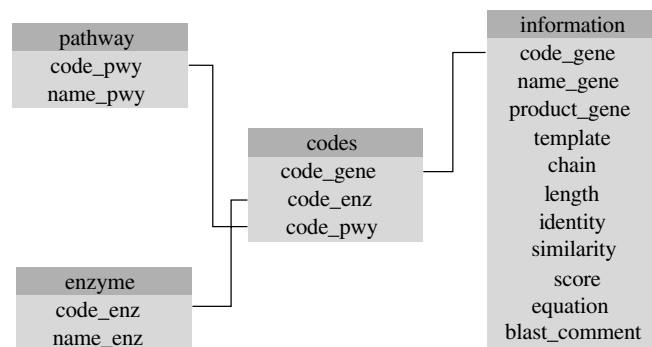 pathway
code_pwy
name_pwy
enzyme
code_enz
name_enz
codes
code_gene
code_enz
code_pwy
information
code_gene
name_gene
product_gene
template
chain
length
identity
similarity
score
equation
blast_comment